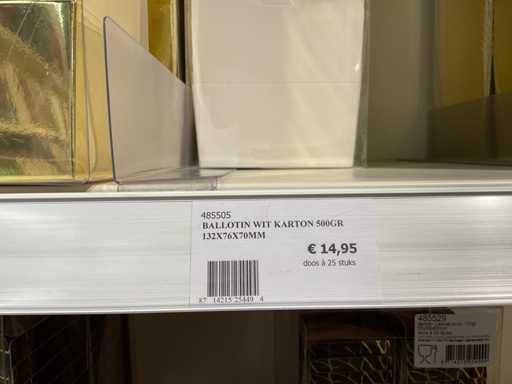 485505
BALLOTIN WIT KARTON 500GR
132X76X70MM
€ 14,95
doos à 25 stuks
87 14215 25449 4
485529